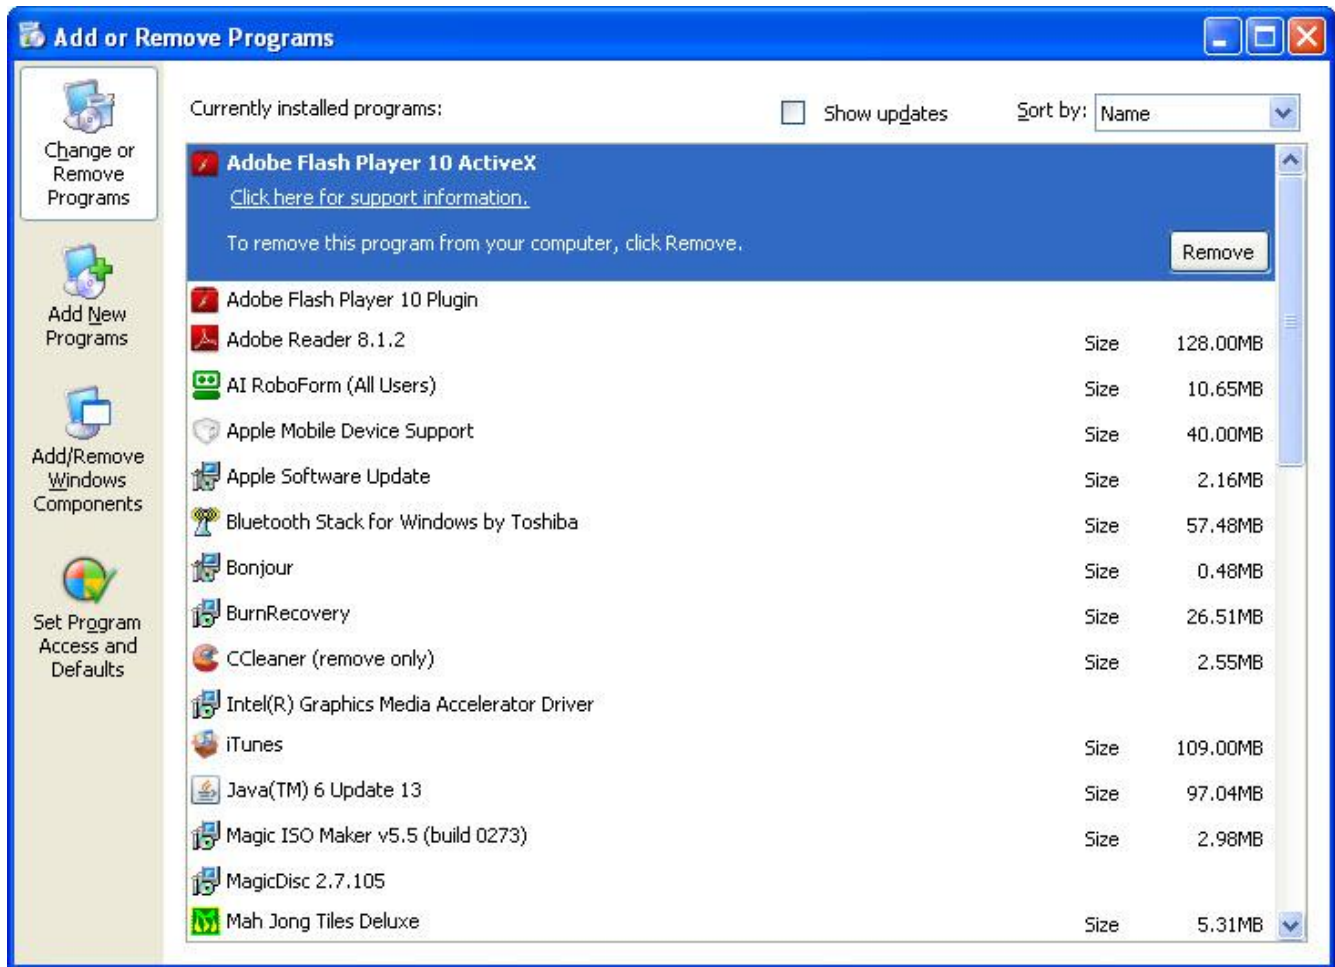 Add or Remove Programs
Change or
Remove
Programs
Add New
Programs
Add/Remove
Windows
Components
Set Program
Access and
Defaults
Currently installed programs:
Show updates
Sort by: Name
Adobe Flash Player 10 ActiveX
Click here for support information.
To remove this program from your computer, click Remove.
Remove
Adobe Flash Player 10 Plugin
Adobe Reader 8.1.2 Size 128.00MB
AI RoboForm (All Users) Size 10.65MB
Apple Mobile Device Support Size 40.00MB
Apple Software Update Size 2.16MB
Bluetooth Stack for Windows by Toshiba Size 57.48MB
Bonjour Size 0.48MB
BurnRecovery Size 26.51MB
CCleaner (remove only) Size 2.55MB
Intel(R) Graphics Media Accelerator Driver
iTunes Size 109.00MB
Java(TM) 6 Update 13 Size 97.04MB
Magic ISO Maker v5.5 (build 0273) Size 2.98MB
MagicDisc 2.7.105
Mah Jong Tiles Deluxe Size 5.31MB